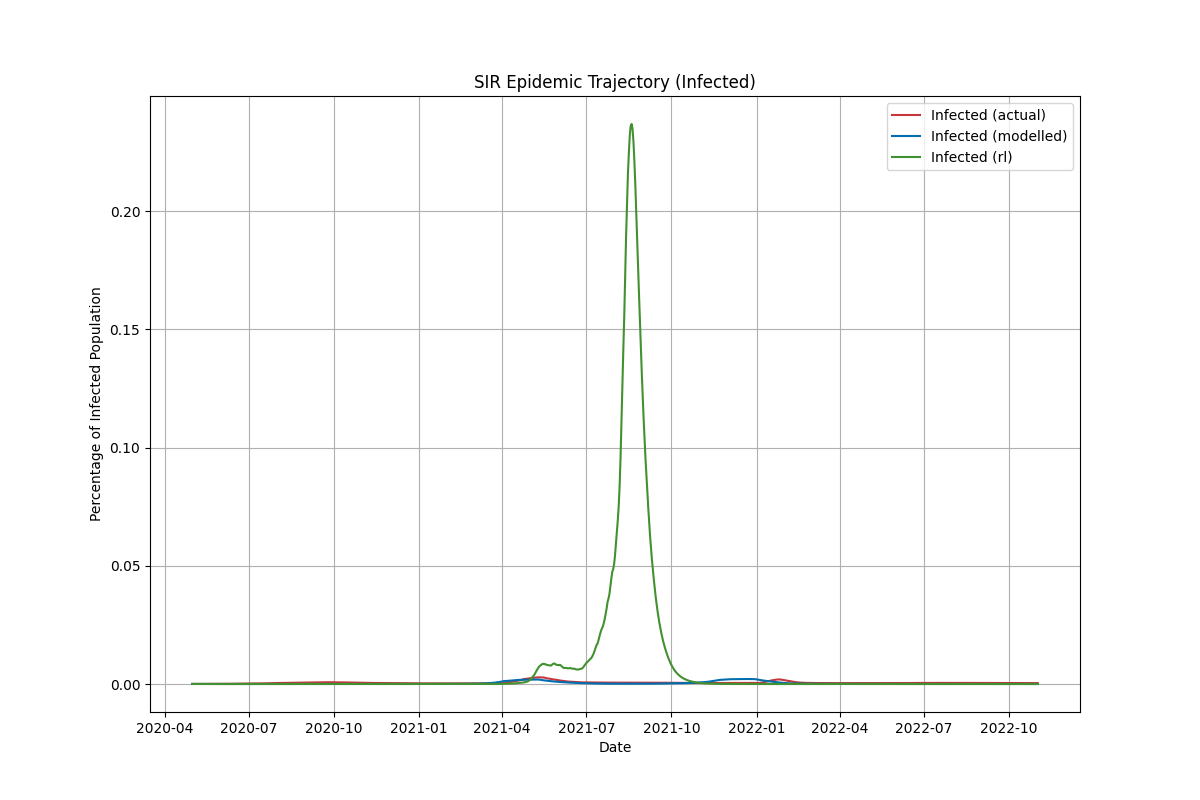 SIR Epidemic Trajectory (Infected)
Infected (actual)
Infected (modelled)
Infected (rl)
Percentage of Infected Population
0.20
0.15
0.10
0.05
0.00
2020-04 2020-07 2020-10 2021-01 2021-04 2021-07 2021-10 2022-01 2022-04 2022-07 2022-10
Date